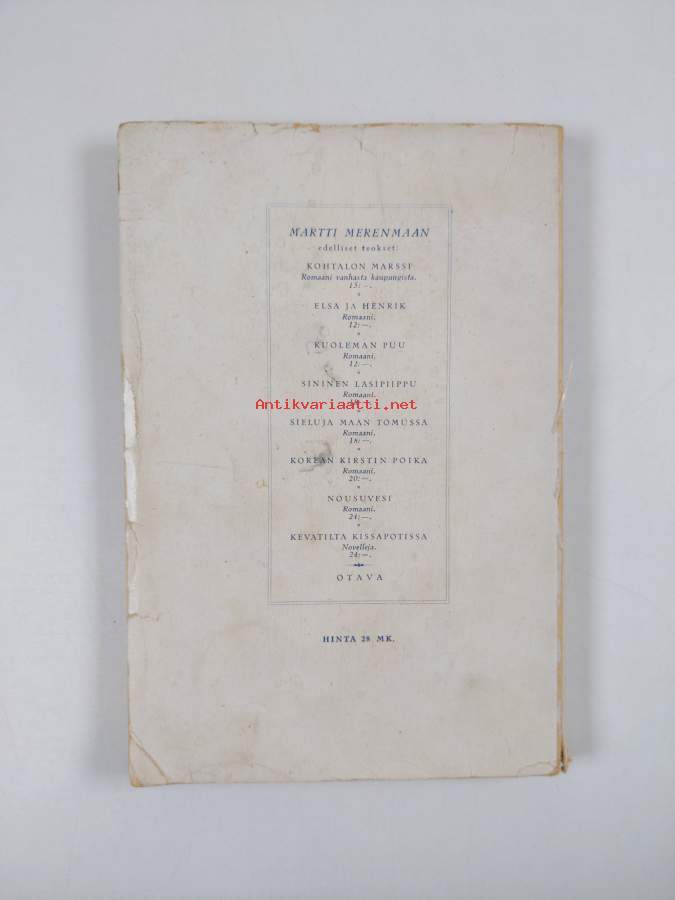 MARTTI MERENMAAN
edelliset teokset:
KOHTALON MARSSI
Romaani vanhasta kaupungista.
15:—.
ELSA JA HENRIK
Romaani.
12:—.
KUOLEMAN PUU
Romaani.
12:—.
SININEN LASIPIIPPU
Romaani.
Antikvariaatti.net
SIELUJA MAAN TOMUSSA
Romaani.
18:—.
KOREAN KIRSTIN POIKA
Romaani.
20:—.
NOUSUVESI
Romaani.
24:—.
KEVATILTA KISSAPOTISSA
Novelleja.
24:—.
OTAVA
HINTA 28 MK.